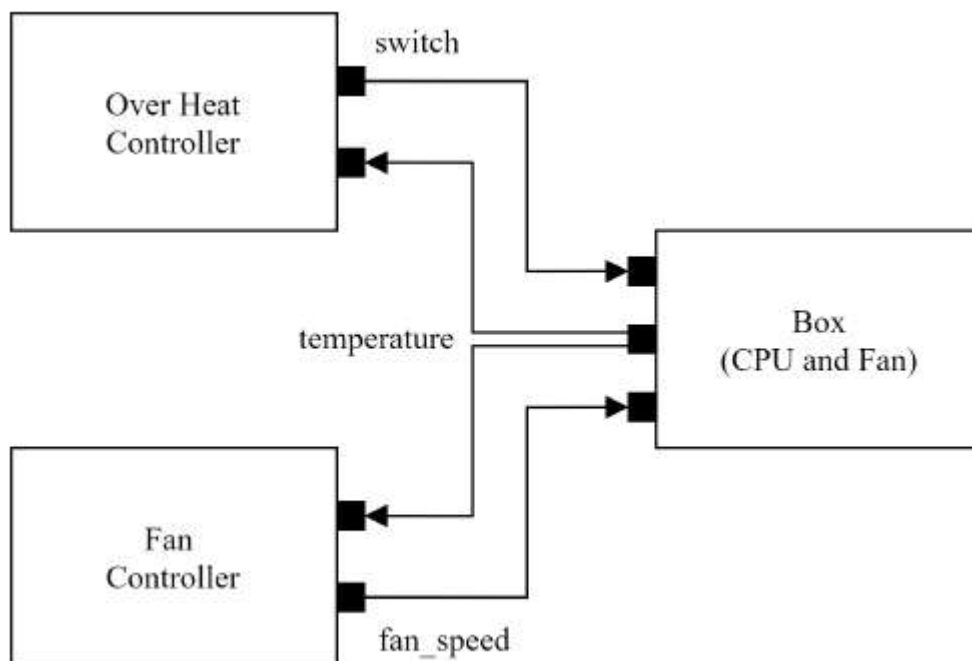 switch
Over Heat
Controller
temperature
Box
(CPU and Fan)
Fan
Controller
fan_speed